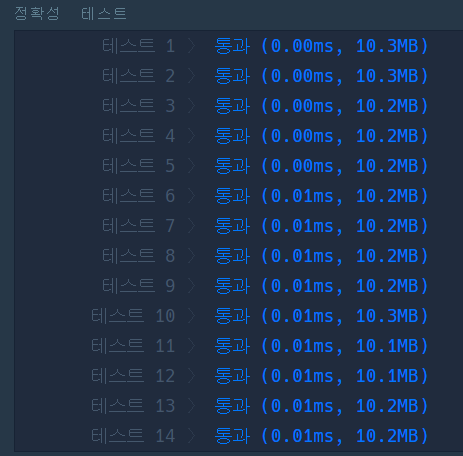 정확성 테스트
테스트 1 〉 통과 (0.00ms, 10.3MB)
테스트 2 〉 통과 (0.00ms, 10.3MB)
테스트 3 〉 통과 (0.00ms, 10.2MB)
테스트 4 〉 통과 (0.00ms, 10.2MB)
테스트 5 〉 통과 (0.00ms, 10.2MB)
테스트 6 〉 통과 (0.01ms, 10.2MB)
테스트 7 〉 통과 (0.01ms, 10.2MB)
테스트 8 〉 통과 (0.01ms, 10.2MB)
테스트 9 〉 통과 (0.01ms, 10.2MB)
테스트 10 〉 통과 (0.01ms, 10.3MB)
테스트 11 〉 통과 (0.01ms, 10.1MB)
테스트 12 〉 통과 (0.01ms, 10.1MB)
테스트 13 〉 통과 (0.01ms, 10.2MB)
테스트 14 〉 통과 (0.01ms, 10.2MB)